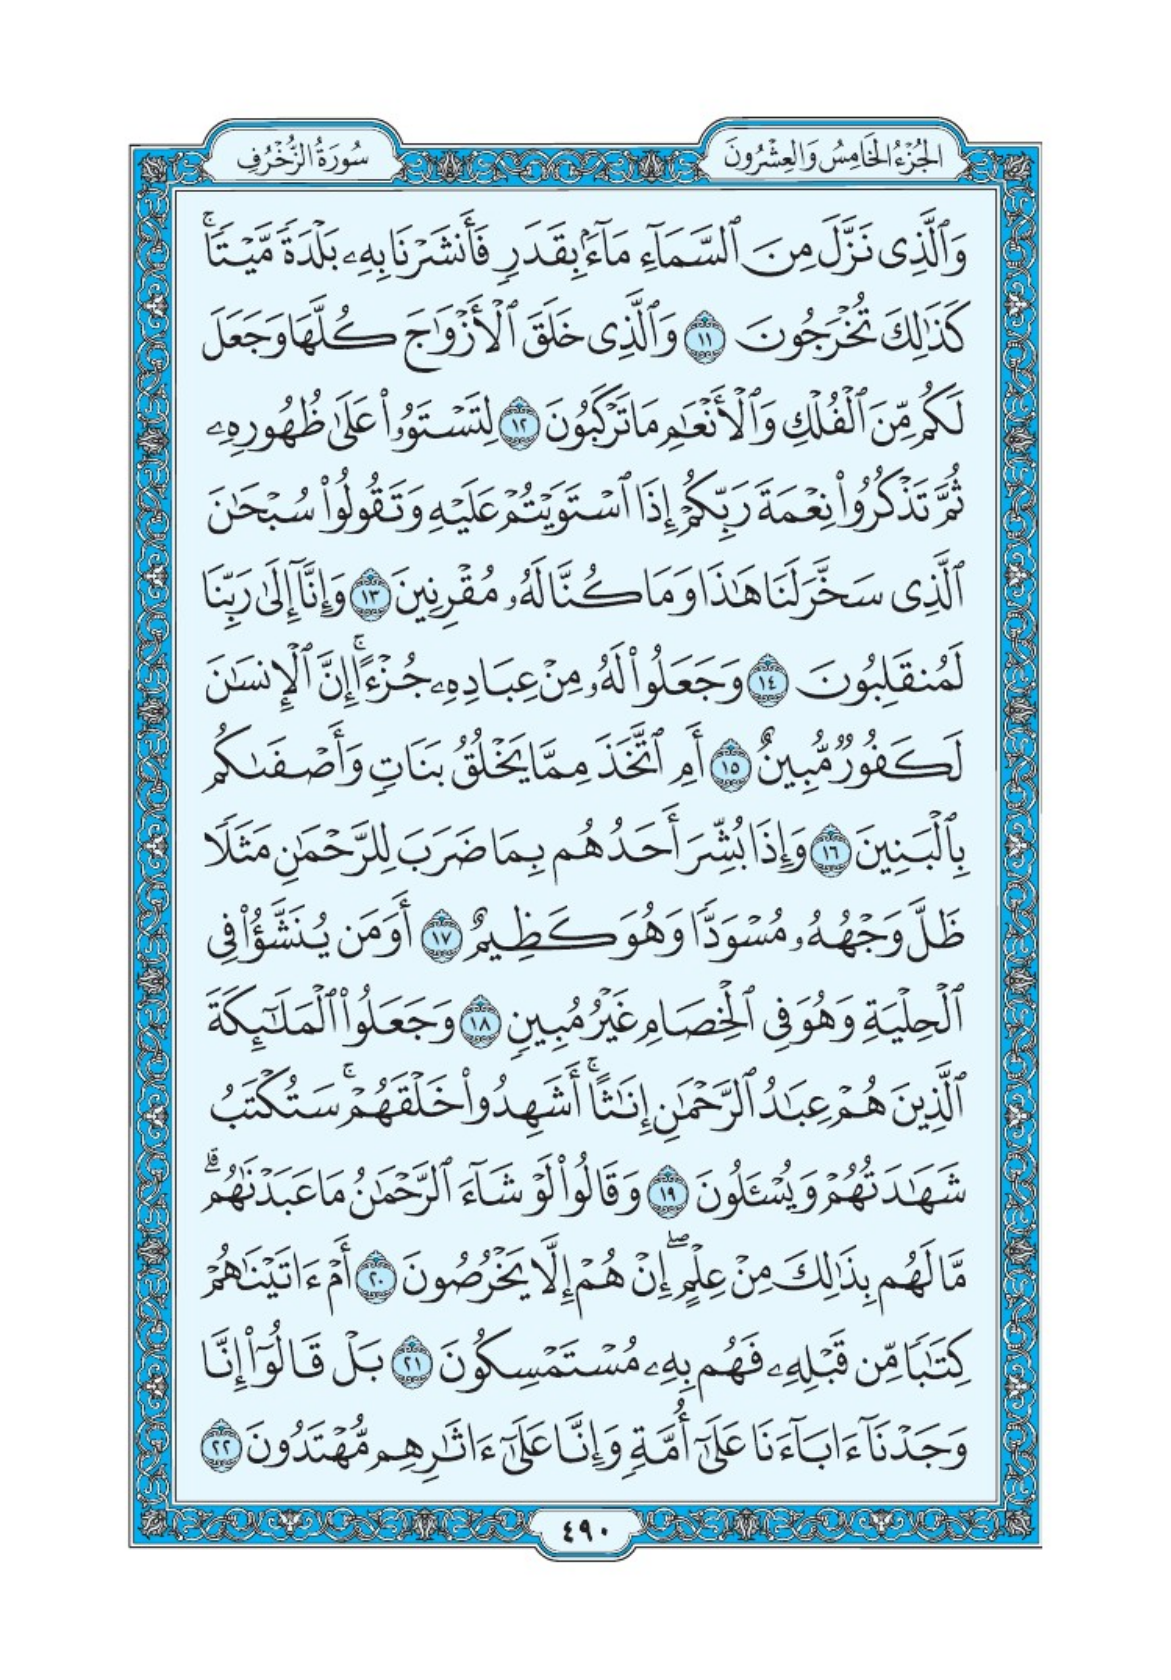 الجُزْءُ الخَامِسُ وَالعِشْرُونَ
سُورَةُ الزُّخْرُفِ
وَٱلَّذِى نَزَّلَ مِنَ ٱلسَّمَآءِ مَآءًۢ بِقَدَرٍ فَأَنشَرْنَا بِهِۦ بَلْدَةً مَّيْتًاۚ
كَذَٰلِكَ تُخْرَجُونَ ١١ وَٱلَّذِى خَلَقَ ٱلْأَزْوَٰجَ كُلَّهَا وَجَعَلَ
لَكُم مِّنَ ٱلْفُلْكِ وَٱلْأَنْعَٰمِ مَا تَرْكَبُونَ ١٢ لِتَسْتَوُۥا۟ عَلَىٰ ظُهُورِهِۦ
ثُمَّ تَذْكُرُوا۟ نِعْمَةَ رَبِّكُمْ إِذَا ٱسْتَوَيْتُمْ عَلَيْهِ وَتَقُولُوا۟ سُبْحَٰنَ
ٱلَّذِى سَخَّرَ لَنَا هَٰذَا وَمَا كُنَّا لَهُۥ مُقْرِنِينَ ١٣ وَإِنَّآ إِلَىٰ رَبِّنَا
لَمُنقَلِبُونَ ١٤ وَجَعَلُوا۟ لَهُۥ مِنْ عِبَادِهِۦ جُزْءًاۚ إِنَّ ٱلْإِنسَٰنَ
لَكَفُورٌ مُّبِينٌ ١٥ أَمِ ٱتَّخَذَ مِمَّا يَخْلُقُ بَنَاتٍ وَأَصْفَىٰكُم
بِٱلْبَنِينَ ١٦ وَإِذَا بُشِّرَ أَحَدُهُم بِمَا ضَرَبَ لِلرَّحْمَٰنِ مَثَلًا
ظَلَّ وَجْهُهُۥ مُسْوَدًّا وَهُوَ كَظِيمٌ ١٧ أَوَمَن يُنَشَّؤُا۟ فِى
ٱلْحِلْيَةِ وَهُوَ فِى ٱلْخِصَامِ غَيْرُ مُبِينٍ ١٨ وَجَعَلُوا۟ ٱلْمَلَٰٓئِكَةَ
ٱلَّذِينَ هُمْ عِبَٰدُ ٱلرَّحْمَٰنِ إِنَٰثًاۚ أَشَهِدُوا۟ خَلْقَهُمْۚ سَتُكْتَبُ
شَهَٰدَتُهُمْ وَيُسْـَٔلُونَ ١٩ وَقَالُوا۟ لَوْ شَآءَ ٱلرَّحْمَٰنُ مَا عَبَدْنَٰهُمۗ
مَّا لَهُم بِذَٰلِكَ مِنْ عِلْمٍۖ إِنْ هُمْ إِلَّا يَخْرُصُونَ ٢٠ أَمْ ءَاتَيْنَٰهُمْ
كِتَٰبًا مِّن قَبْلِهِۦ فَهُم بِهِۦ مُسْتَمْسِكُونَ ٢١ بَلْ قَالُوٓا۟ إِنَّا
وَجَدْنَآ ءَابَآءَنَا عَلَىٰٓ أُمَّةٍ وَإِنَّا عَلَىٰٓ ءَاثَٰرِهِم مُّهْتَدُونَ ٢٢
٤٩٠